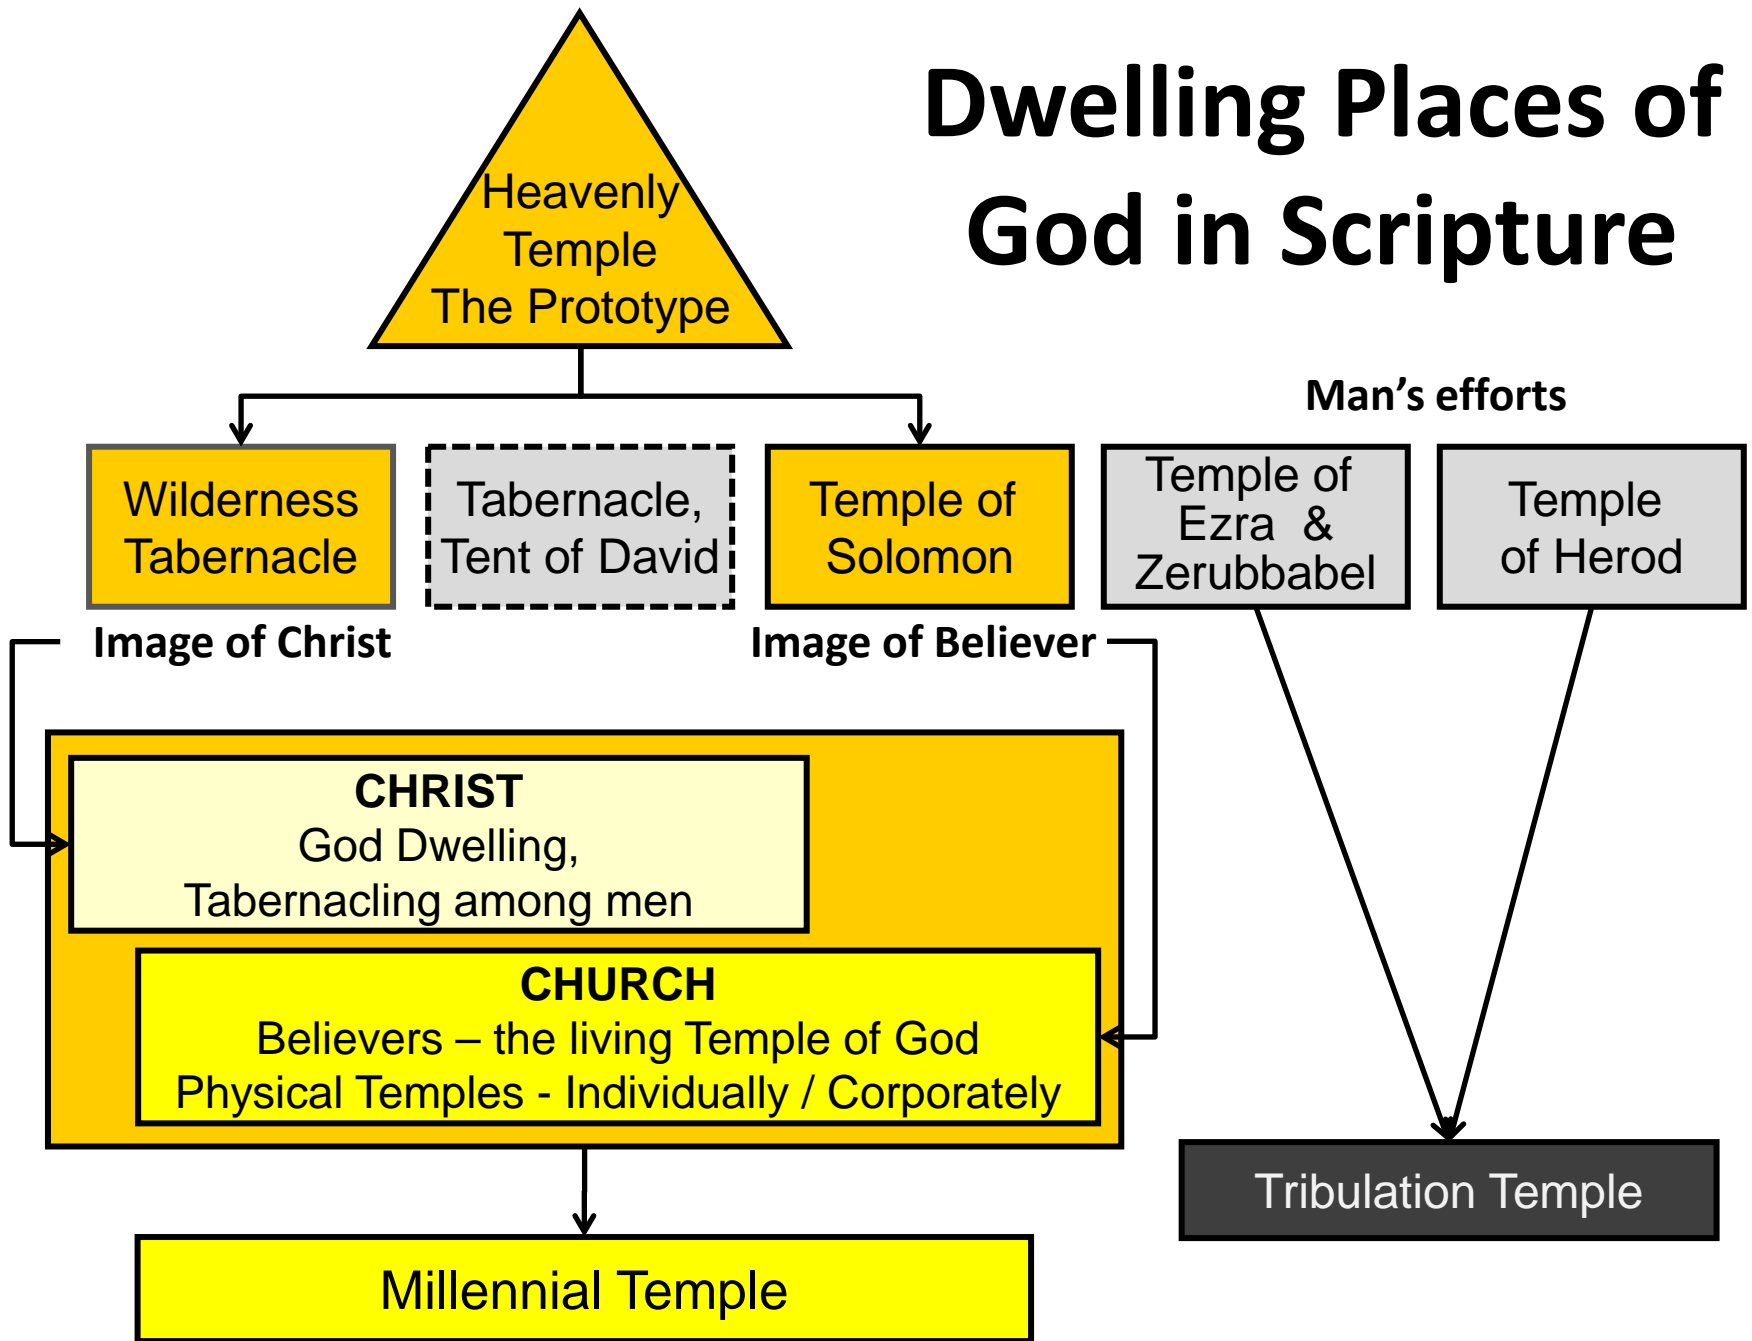 Dwelling Places of
God in Scripture
Heavenly
Temple
The Prototype
Man's efforts
Wilderness
Tabernacle
Tabernacle,
Tent of David
Temple of
Solomon
Temple of
Ezra &
Zerubbabel
Temple
of Herod
Image of Christ
Image of Believer
CHRIST
God Dwelling,
Tabernacling among men
CHURCH
Believers – the living Temple of God
Physical Temples - Individually / Corporately
Tribulation Temple
Millennial Temple